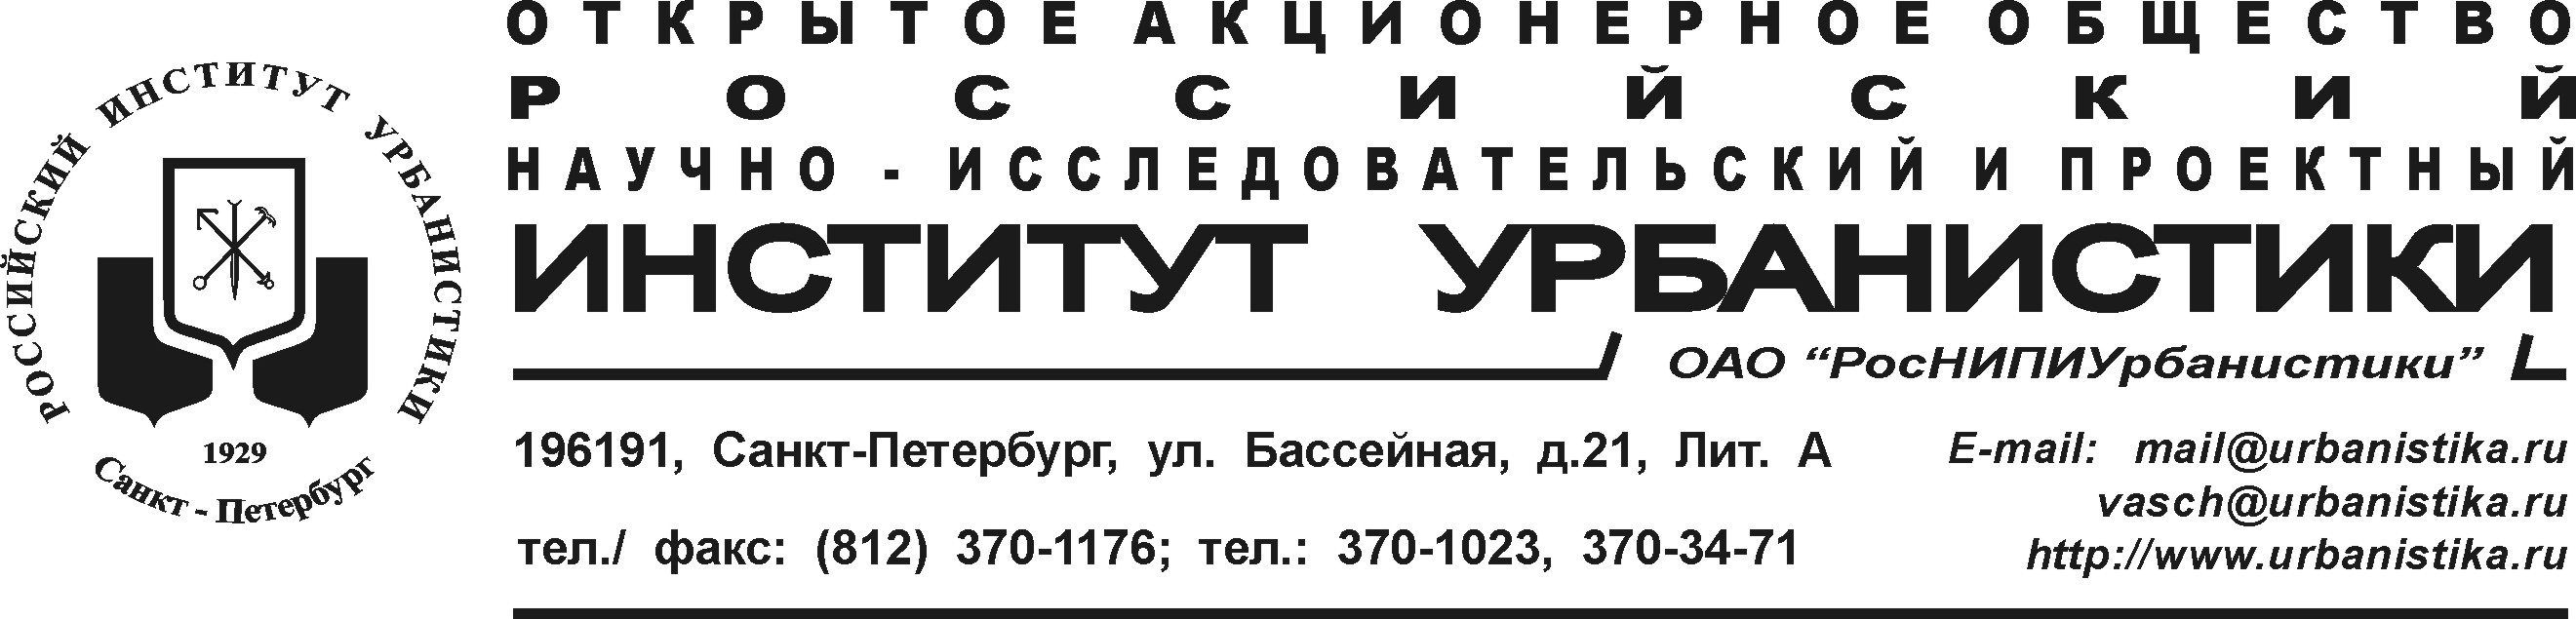 РОССИЙСКИЙ ИНСТИТУТ УРБАНИСТИКИ
1929
Санкт - Петербург
ОТКРЫТОЕ АКЦИОНЕРНОЕ ОБЩЕСТВО
РОССИЙСКИЙ
НАУЧНО - ИССЛЕДОВАТЕЛЬСКИЙ И ПРОЕКТНЫЙ
ИНСТИТУТ УРБАНИСТИКИ
ОАО “РосНИПИУрбанистики”
196191, Санкт-Петербург, ул. Бассейная, д.21, Лит. А
тел./ факс: (812) 370-1176; тел.: 370-1023, 370-34-71
E-mail: mail@urbanistika.ru
vasch@urbanistika.ru
http://www.urbanistika.ru